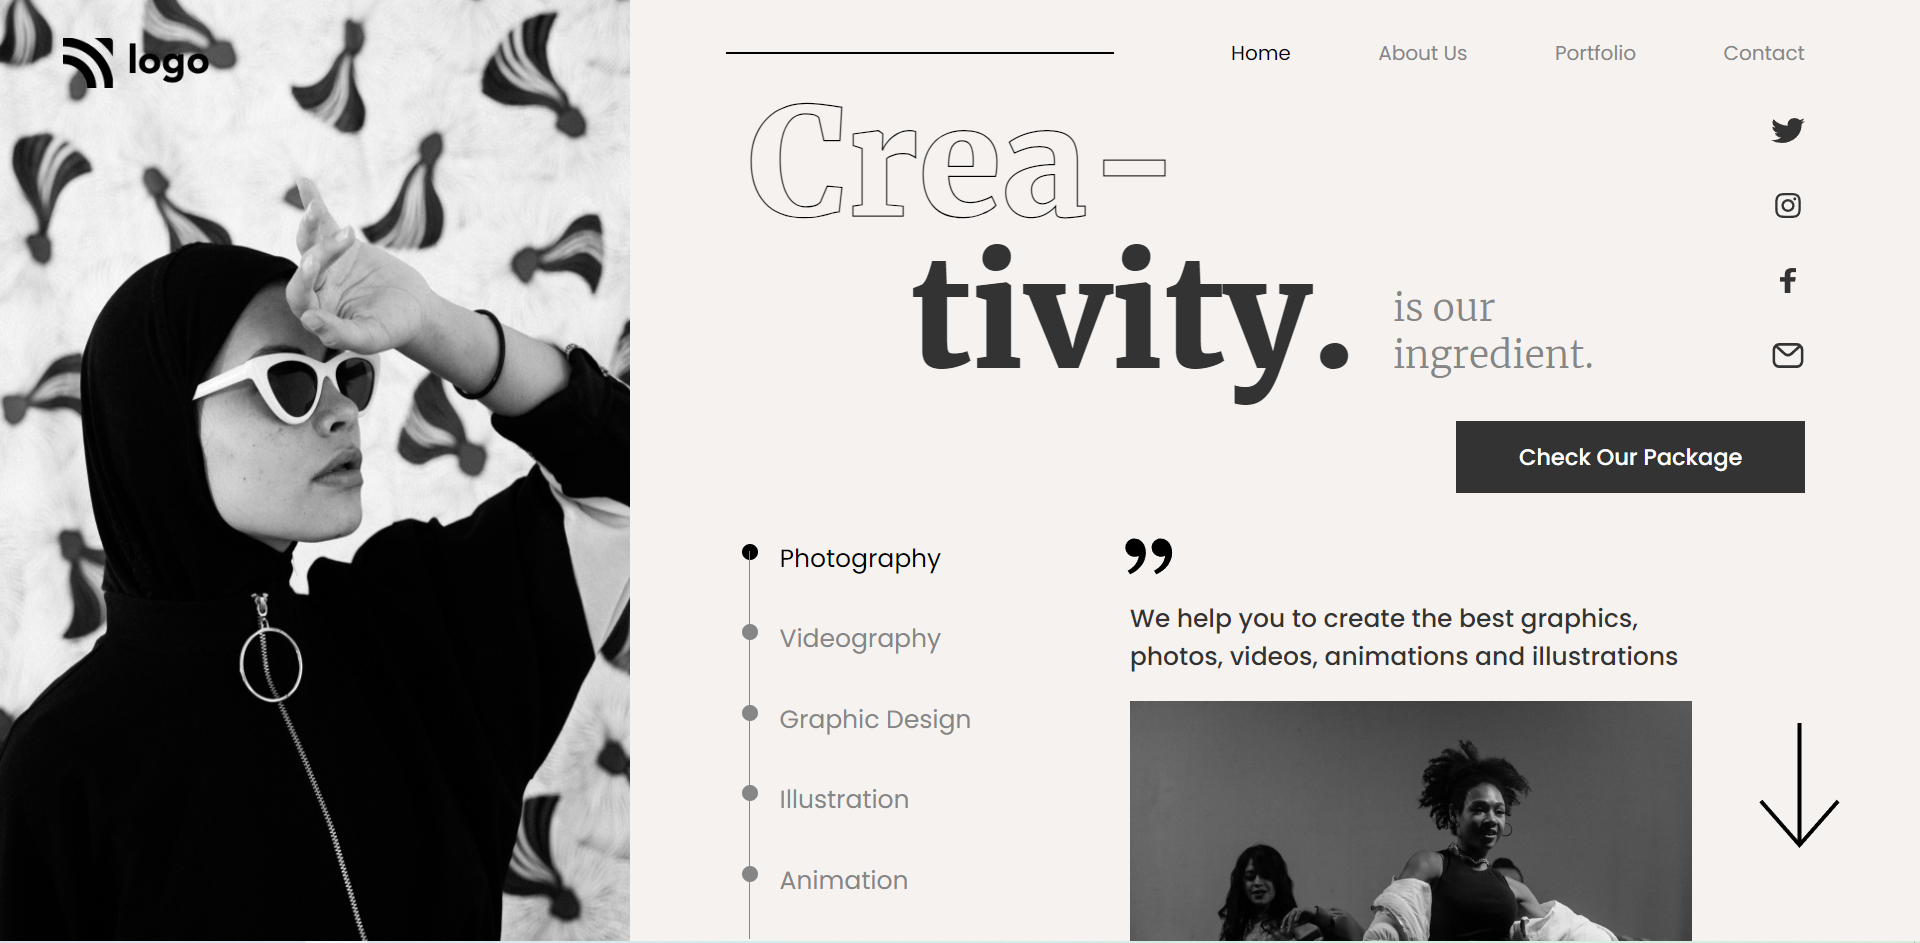 logo
Home
About Us
Portfolio
Contact
Crea-
tivity.
is our
ingredient.
Check Our Package
Photography
Videography
Graphic Design
Illustration
Animation
”
We help you to create the best graphics,
photos, videos, animations and illustrations